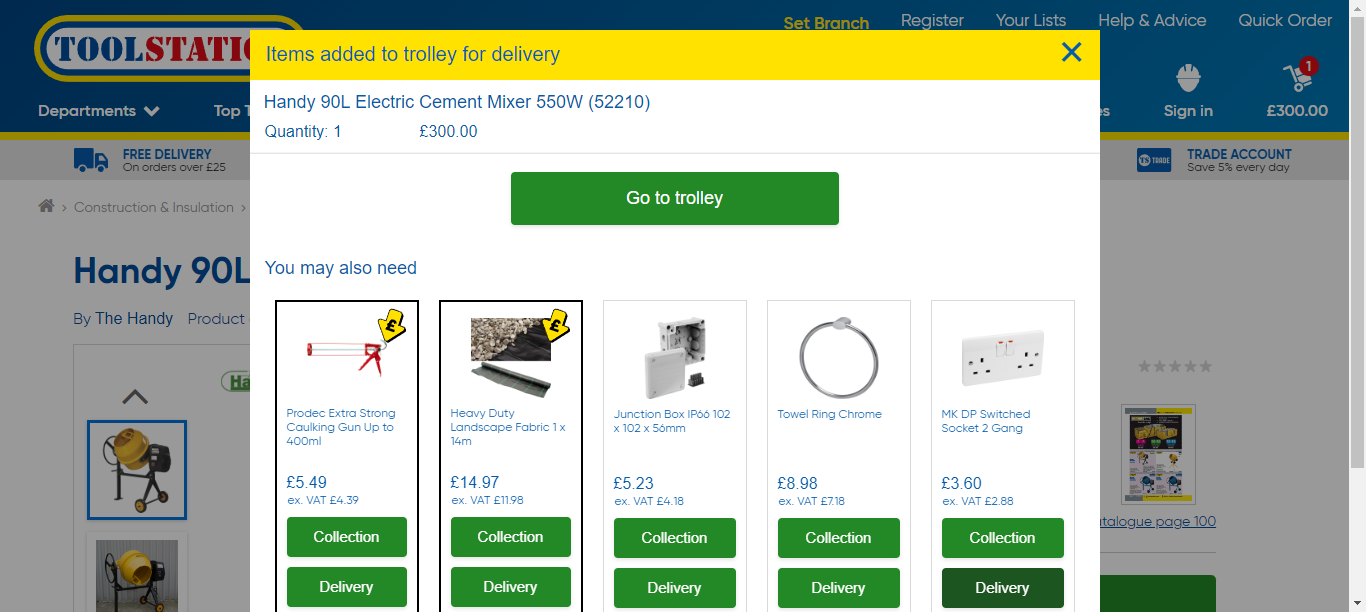 Set Branch
Register
Your Lists
Help & Advice
Quick Order
TOOLSTATI
Items added to trolley for delivery
1
Departments
Top T
es
Sign in
£300.00
Handy 90L Electric Cement Mixer 550W (52210)
Quantity: 1
£300.00
FREE DELIVERY
On orders over £25
TS TRADE
TRADE ACCOUNT
Save 5% every day
Go to trolley
> Construction & Insulation >
Handy 90L
You may also need
By The Handy
Product
Ha
£
£
Prodec Extra Strong
Caulking Gun Up to
400ml
£5.49
ex. VAT £4.39
Collection
Delivery
Heavy Duty
Landscape Fabric 1 x
14m
£14.97
ex. VAT £11.98
Collection
Delivery
Junction Box IP66 102
x 102 x 56mm
£5.23
ex. VAT £4.18
Collection
Delivery
Towel Ring Chrome
£8.98
ex. VAT £7.18
Collection
Delivery
MK DP Switched
Socket 2 Gang
£3.60
ex. VAT £2.88
Collection
Delivery
atalogue page 100